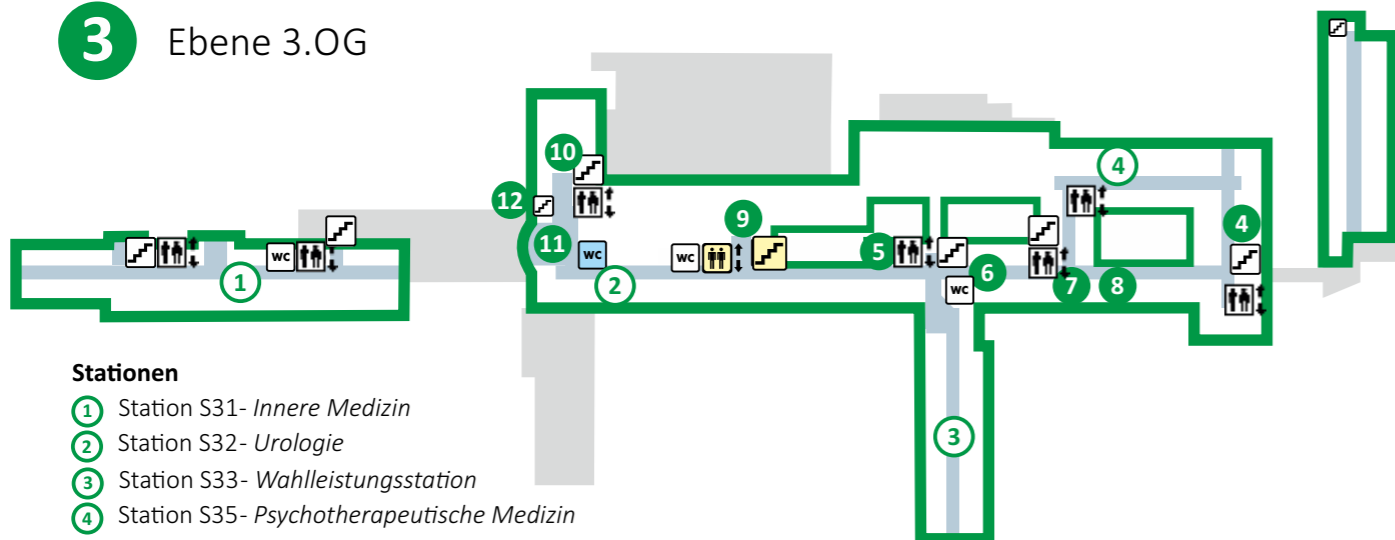 3 Ebene 3.OG
10
4
12
9
4
11
5
WC
WC
WC
6
1
2
7
8
WC
3
Stationen
1 Station S31- Innere Medizin
2 Station S32- Urologie
3 Station S33- Wahlleistungsstation
4 Station S35- Psychotherapeutische Medizin